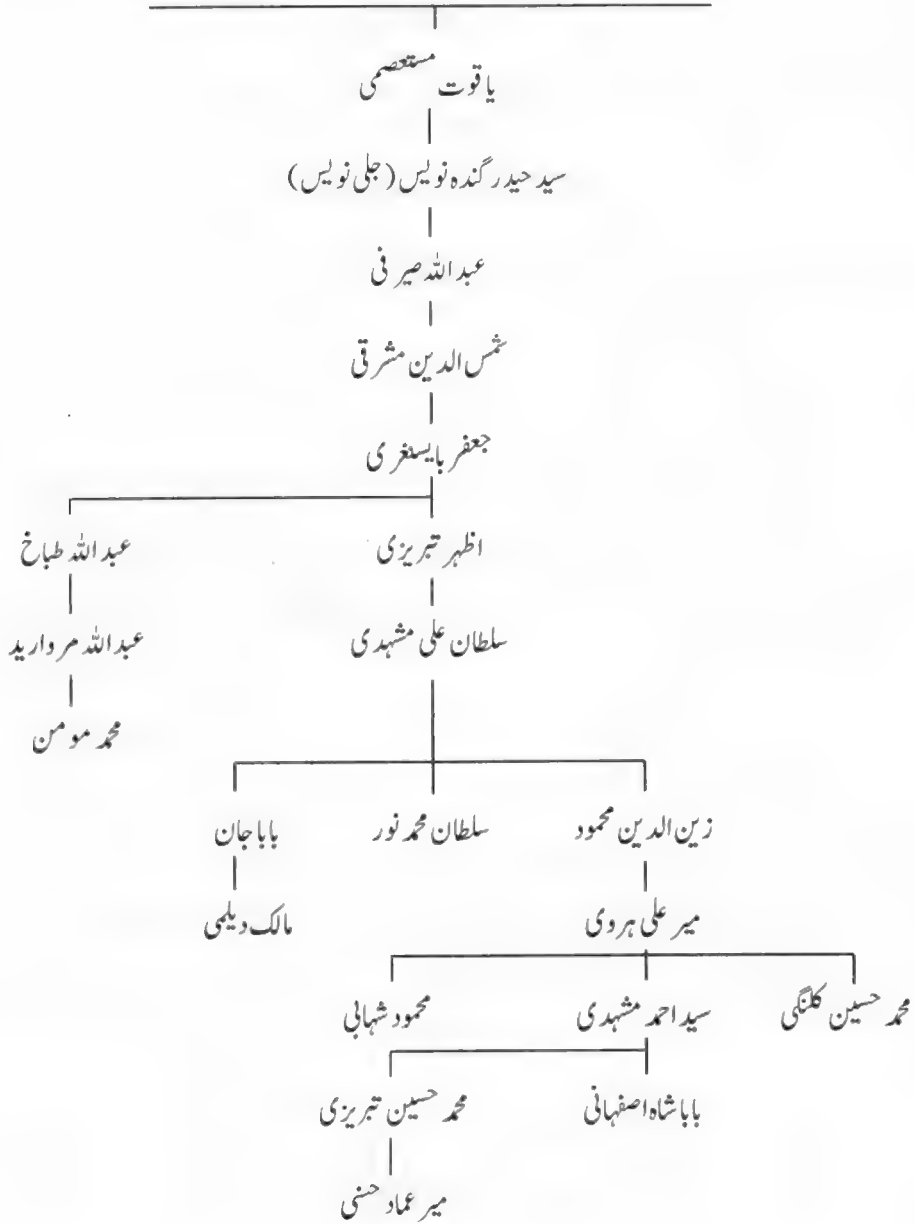 یاقوت مستعصمی
سید حیدر گندہ نویس (جلی نویس)
عبداللہ صیرفی
شمس الدین مشرقی
جعفر بایسنغری
اظہر تبریزی عبداللہ طباخ
سلطان علی مشہدی عبداللہ مروارید
محمد مومن
زین الدین محمود سلطان محمد نور باباجان
میر علی ہروی مالک دیلمی
محمد حسین کلنگی سید احمد مشہدی محمود شہابی
باباشاہ اصفہانی محمد حسین تبریزی
میر عماد حسنی